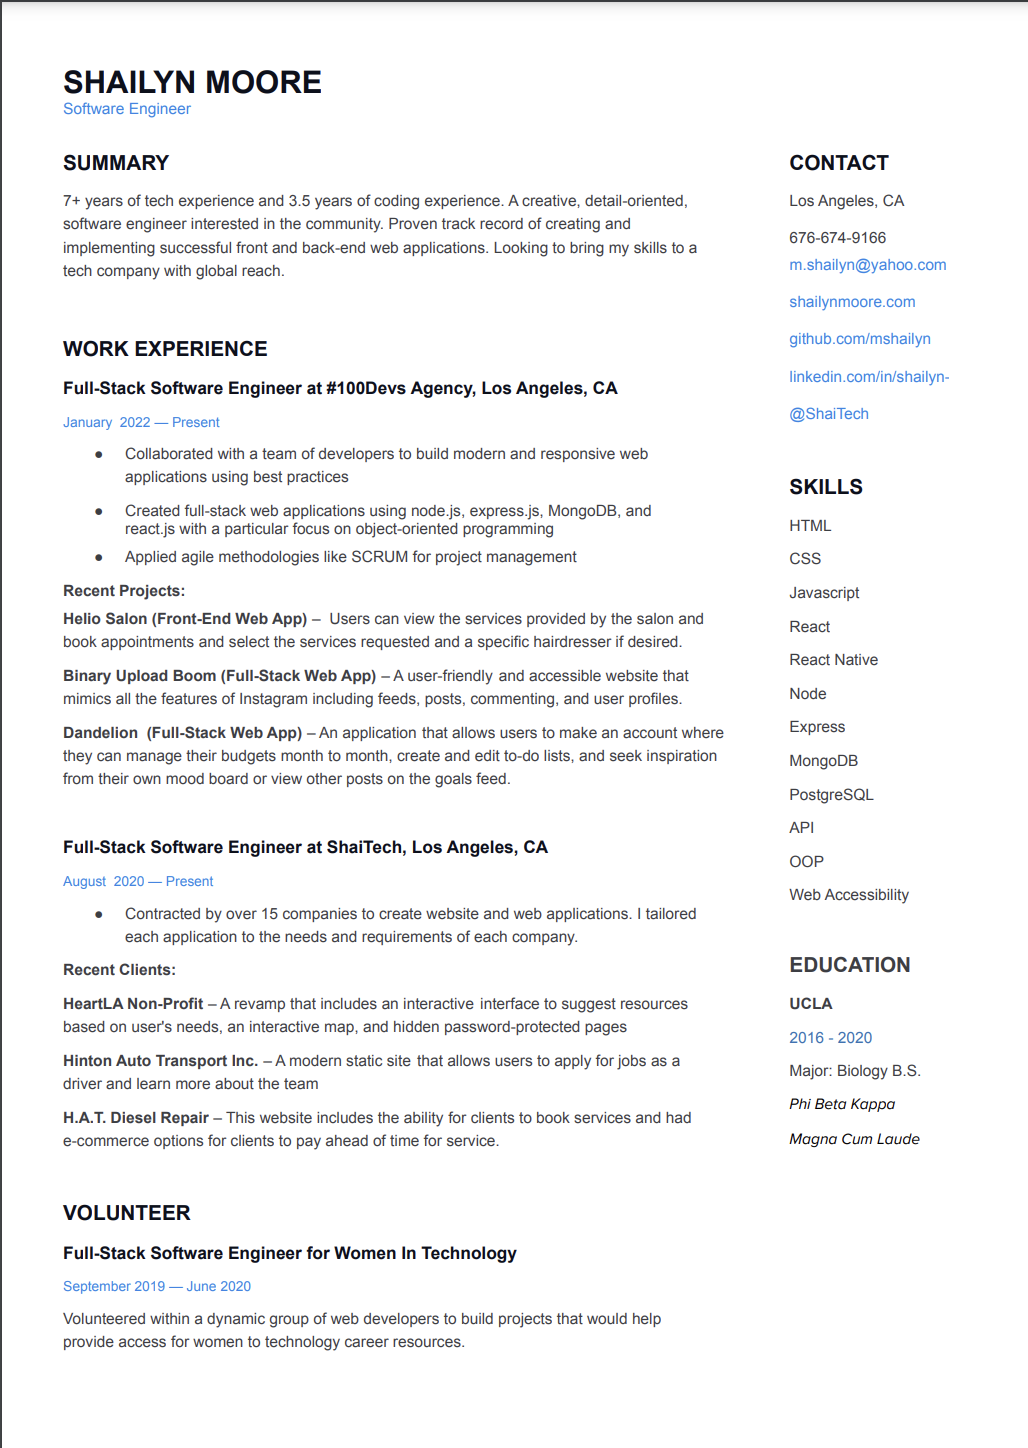 SHAILYN MOORE
Software Engineer
SUMMARY
7+ years of tech experience and 3.5 years of coding experience. A creative, detail-oriented,
software engineer interested in the community. Proven track record of creating and
implementing successful front and back-end web applications. Looking to bring my skills to a
tech company with global reach.
WORK EXPERIENCE
Full-Stack Software Engineer at #100Devs Agency, Los Angeles, CA
January 2022 — Present
● Collaborated with a team of developers to build modern and responsive web
applications using best practices
● Created full-stack web applications using node.js, express.js, MongoDB, and
react.js with a particular focus on object-oriented programming
● Applied agile methodologies like SCRUM for project management
Recent Projects:
Helio Salon (Front-End Web App) – Users can view the services provided by the salon and
book appointments and select the services requested and a specific hairdresser if desired.
Binary Upload Boom (Full-Stack Web App) – A user-friendly and accessible website that
mimics all the features of Instagram including feeds, posts, commenting, and user profiles.
Dandelion (Full-Stack Web App) – An application that allows users to make an account where
they can manage their budgets month to month, create and edit to-do lists, and seek inspiration
from their own mood board or view other posts on the goals feed.
Full-Stack Software Engineer at ShaiTech, Los Angeles, CA
August 2020 — Present
● Contracted by over 15 companies to create website and web applications. I tailored
each application to the needs and requirements of each company.
Recent Clients:
HeartLA Non-Profit – A revamp that includes an interactive interface to suggest resources
based on user's needs, an interactive map, and hidden password-protected pages
Hinton Auto Transport Inc. – A modern static site that allows users to apply for jobs as a
driver and learn more about the team
H.A.T. Diesel Repair – This website includes the ability for clients to book services and had
e-commerce options for clients to pay ahead of time for service.
VOLUNTEER
Full-Stack Software Engineer for Women In Technology
September 2019 — June 2020
Volunteered within a dynamic group of web developers to build projects that would help
provide access for women to technology career resources.
CONTACT
Los Angeles, CA
676-674-9166
m.shailyn@yahoo.com
shailynmoore.com
github.com/mshailyn
linkedin.com/in/shailyn-
@ShaiTech
SKILLS
HTML
CSS
Javascript
React
React Native
Node
Express
MongoDB
PostgreSQL
API
OOP
Web Accessibility
EDUCATION
UCLA
2016 - 2020
Major: Biology B.S.
Phi Beta Kappa
Magna Cum Laude